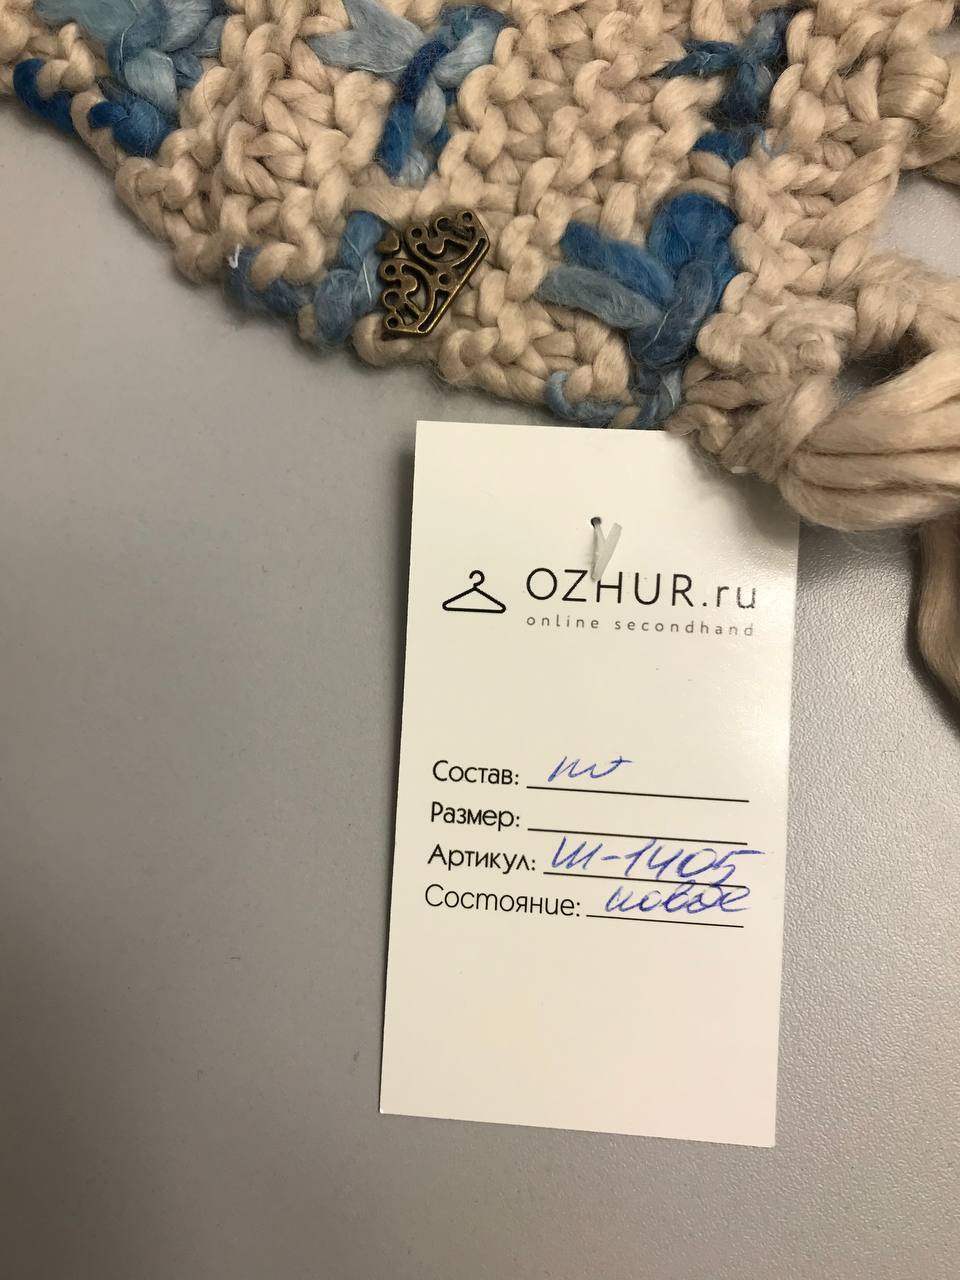 OZHUR.ru
online secondhand
Состав:
Размер:
Артикул: Ш-1405
Состояние: новое